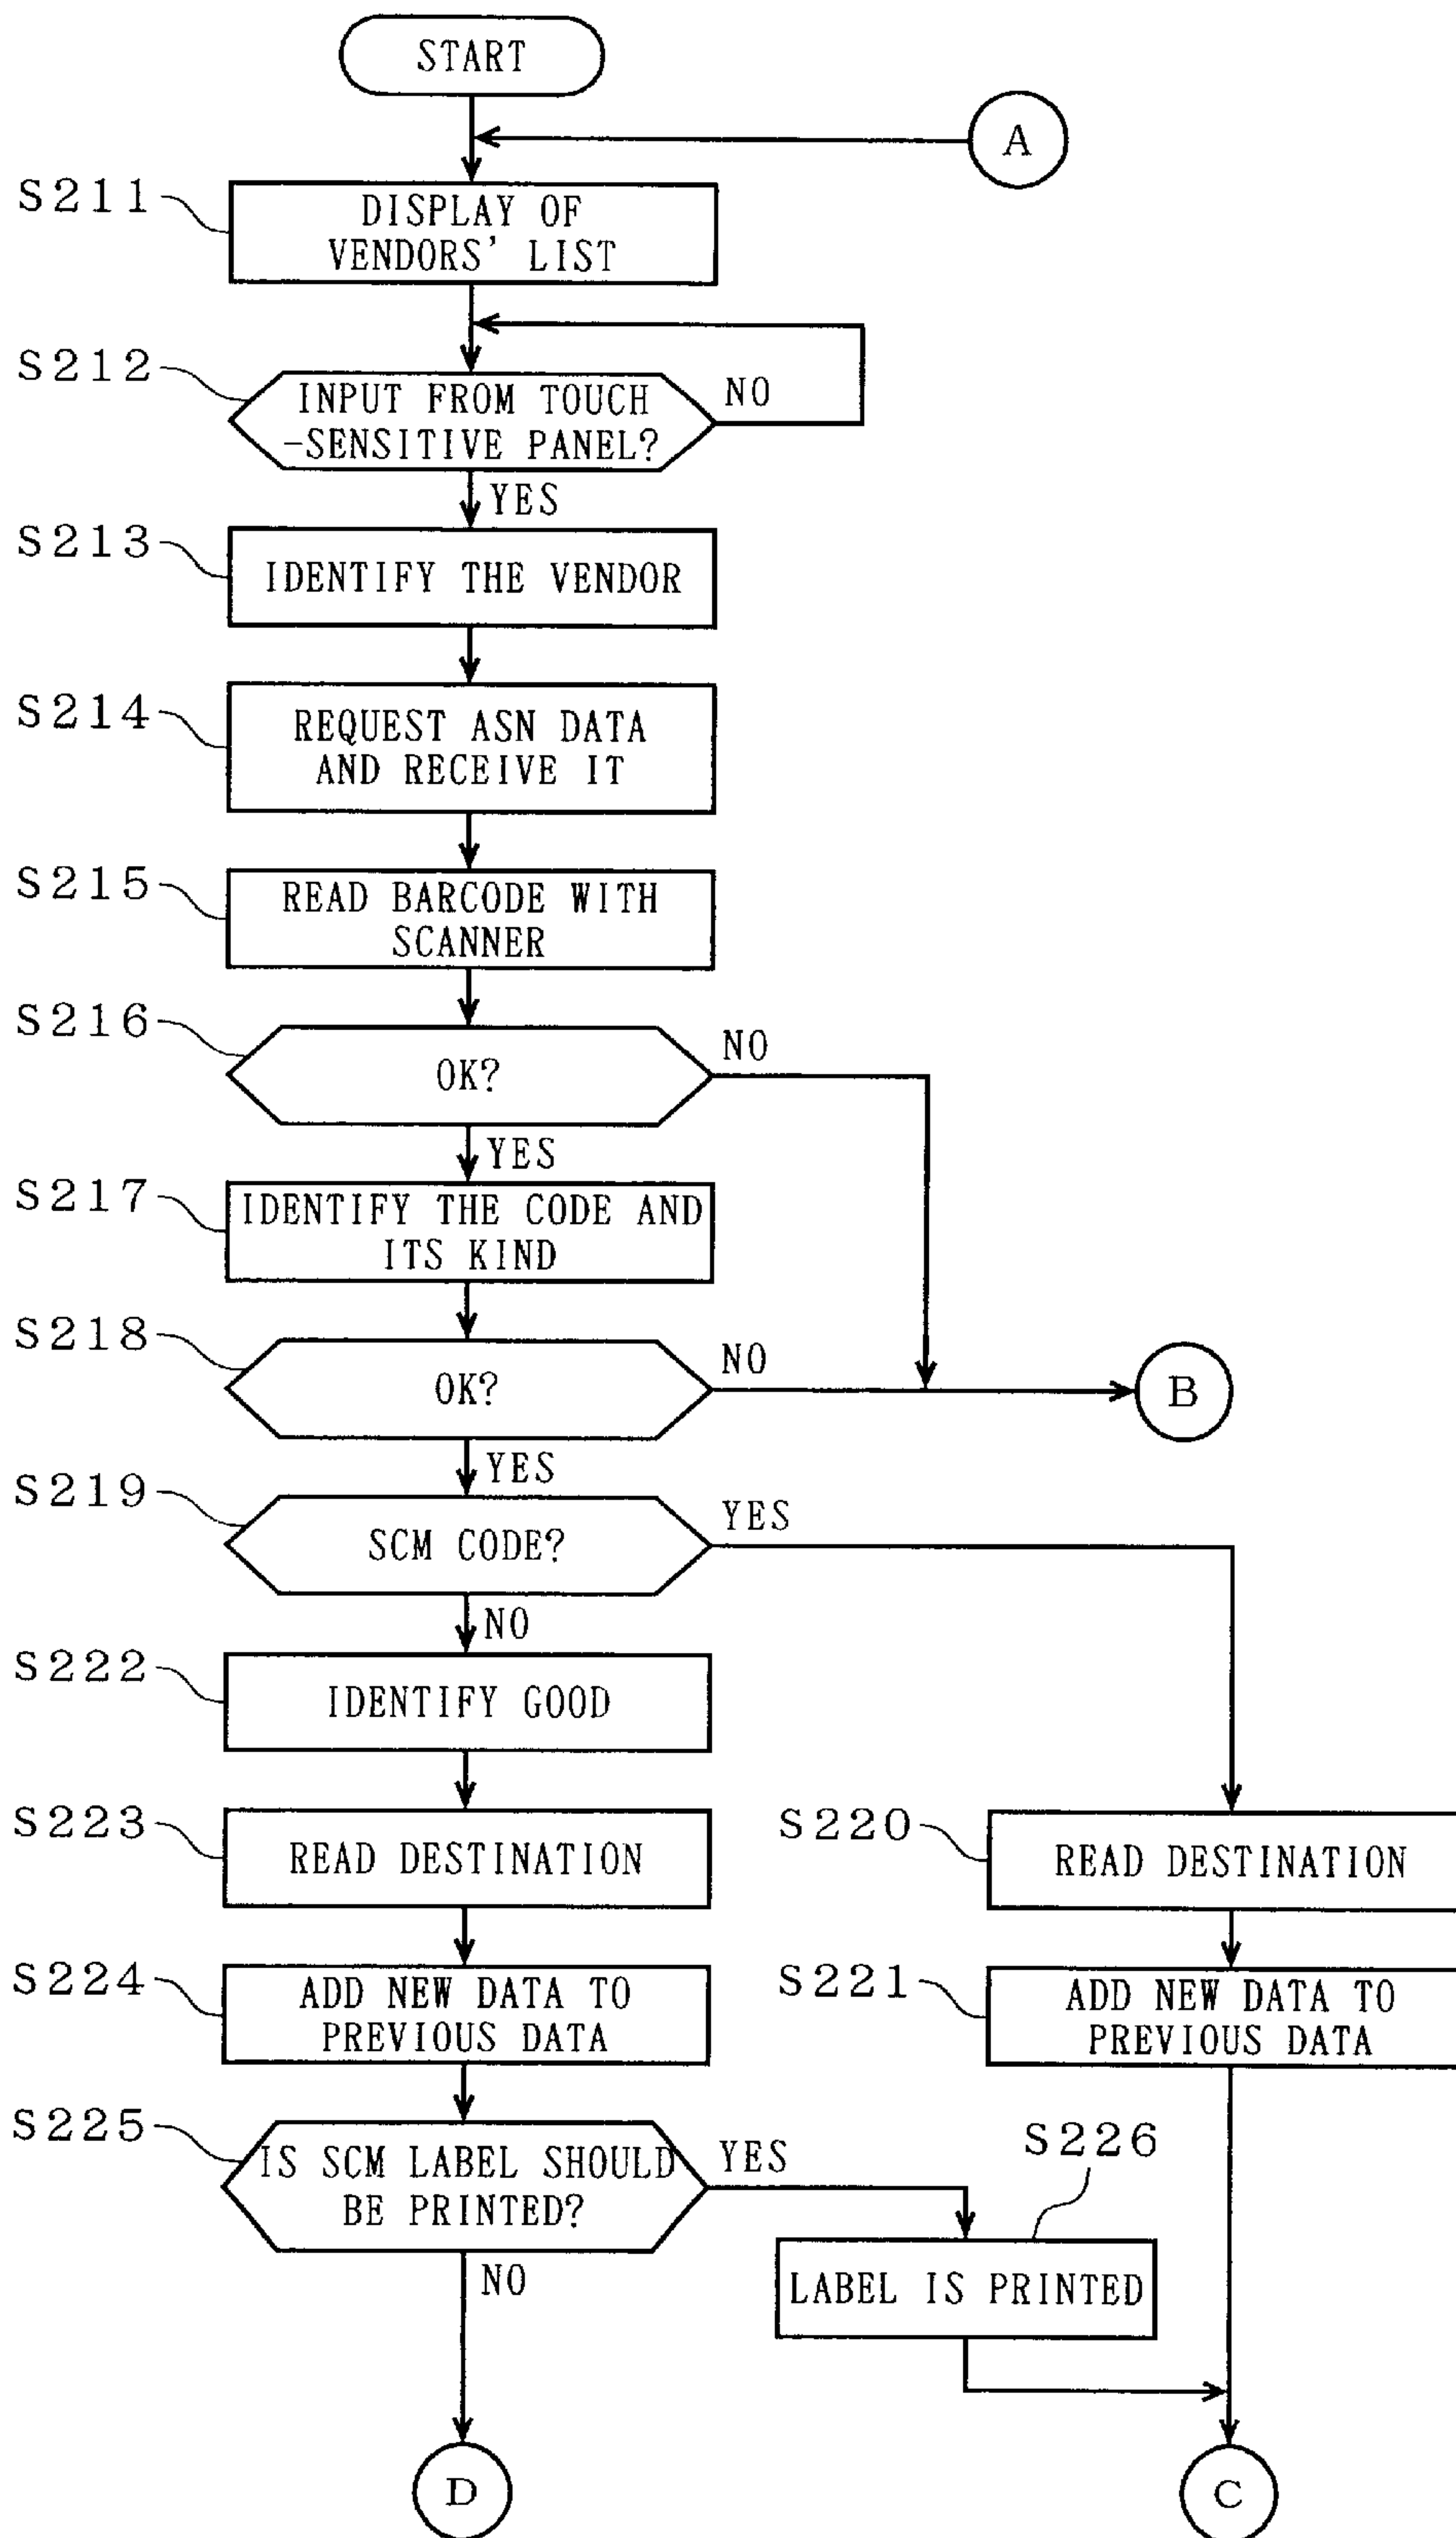 START
A
S211
DISPLAY OF
VENDORS' LIST
S212
INPUT FROM TOUCH
-SENSITIVE PANEL?
NO
YES
S213
IDENTIFY THE VENDOR
S214
REQUEST ASN DATA
AND RECEIVE IT
S215
READ BARCODE WITH
SCANNER
S216
OK?
NO
YES
S217
IDENTIFY THE CODE AND
ITS KIND
S218
OK?
NO
B
YES
S219
SCM CODE?
YES
NO
S222
IDENTIFY GOOD
S223
READ DESTINATION
S220
READ DESTINATION
S224
ADD NEW DATA TO
PREVIOUS DATA
S221
ADD NEW DATA TO
PREVIOUS DATA
S225
IS SCM LABEL SHOULD
BE PRINTED?
YES
S226
NO
LABEL IS PRINTED
D
C